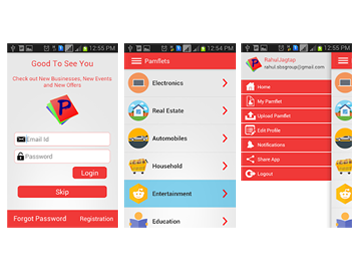 12:55 PM
Good To See You
Check out New Businesses, New Events
and New Offers
P
Email Id
Password
Login
Skip
Forgot Password Registration
12:54 PM
Pamflets
Electronics
Real Estate
Automobiles
Household
Entertainment
Education
12:55 PM
RahulJagtap
rahul.sbsgroup@gmail.com
Home
My Pamflet
Upload Pamflet
Edit Profile
Notifications
Share App
Logout